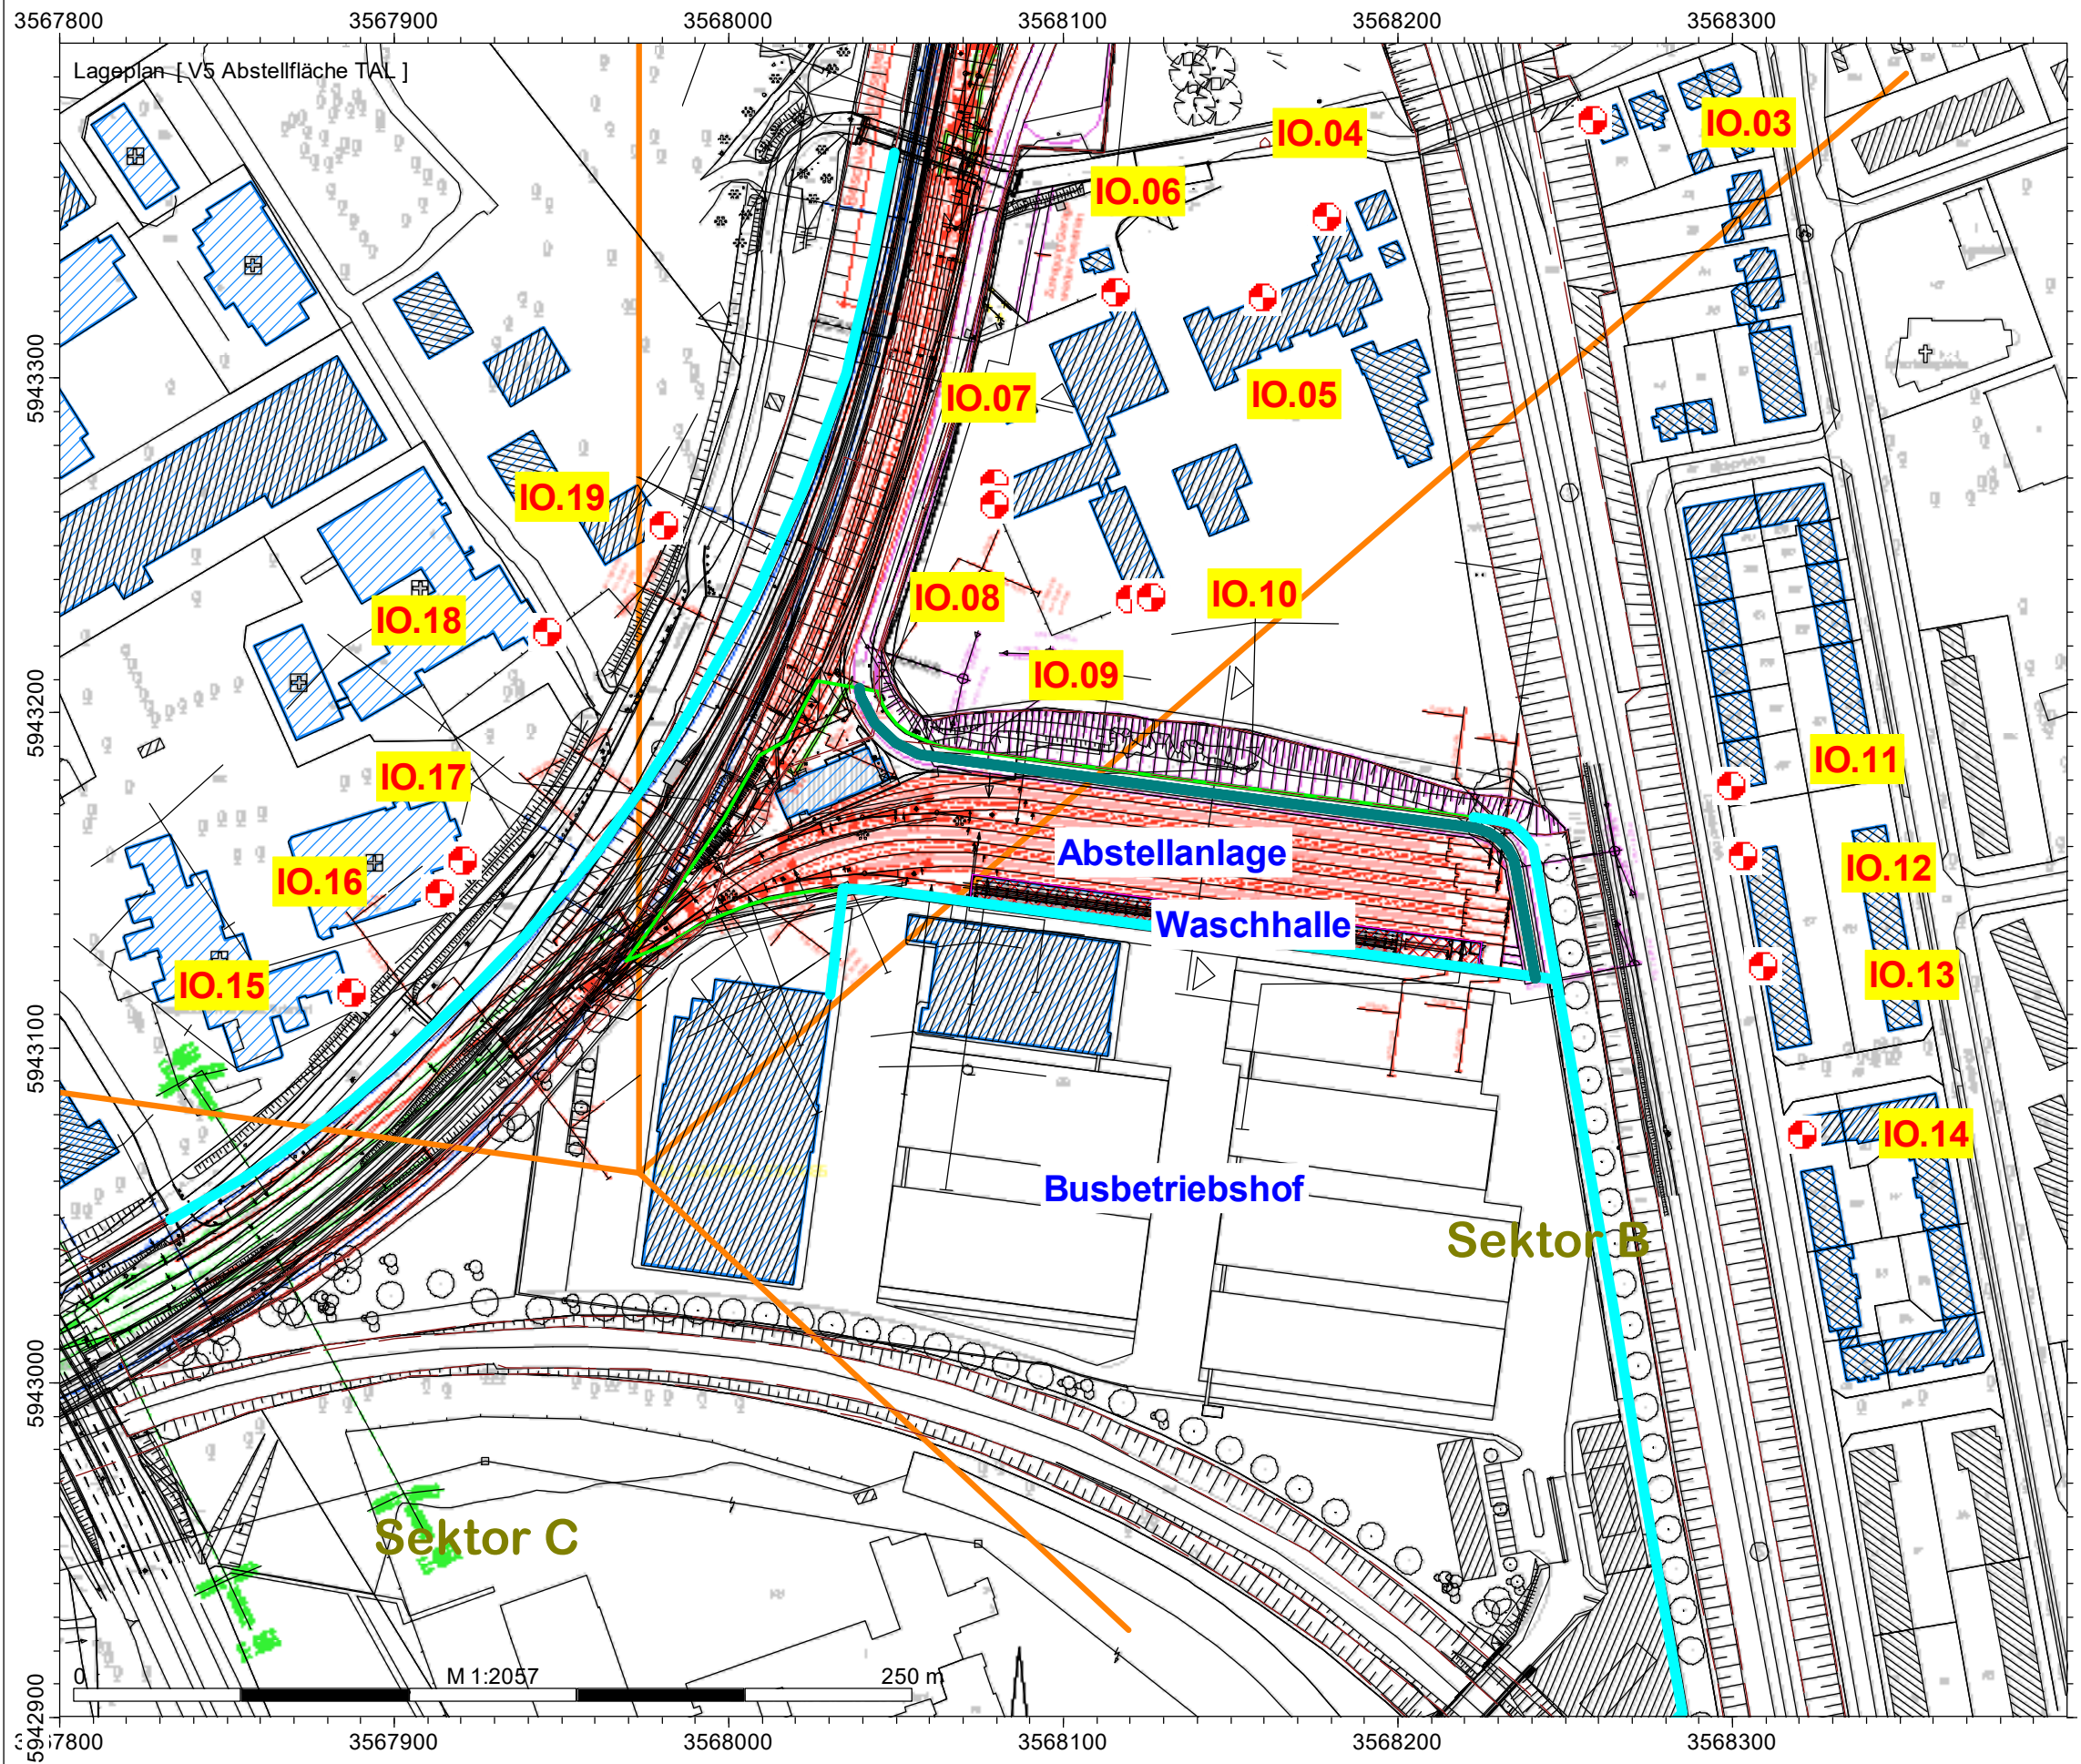 3567800 3567900 3568000 3568100 3568200 3568300
Lageplan [ V5 Abstellfläche TAL ]
IO.03
IO.04
IO.06
5943300
IO.07
IO.05
IO.19
IO.08
IO.10
IO.18
IO.09
5943200
IO.17
IO.11
Abstellanlage
IO.16
IO.12
Waschhalle
IO.15
IO.13
5943100
IO.14
Busbetriebshof
Sektor B
5943000
Sektor C
0 M 1:2057 250 m
5942900
3567900 3568000 3568100 3568200 3568300